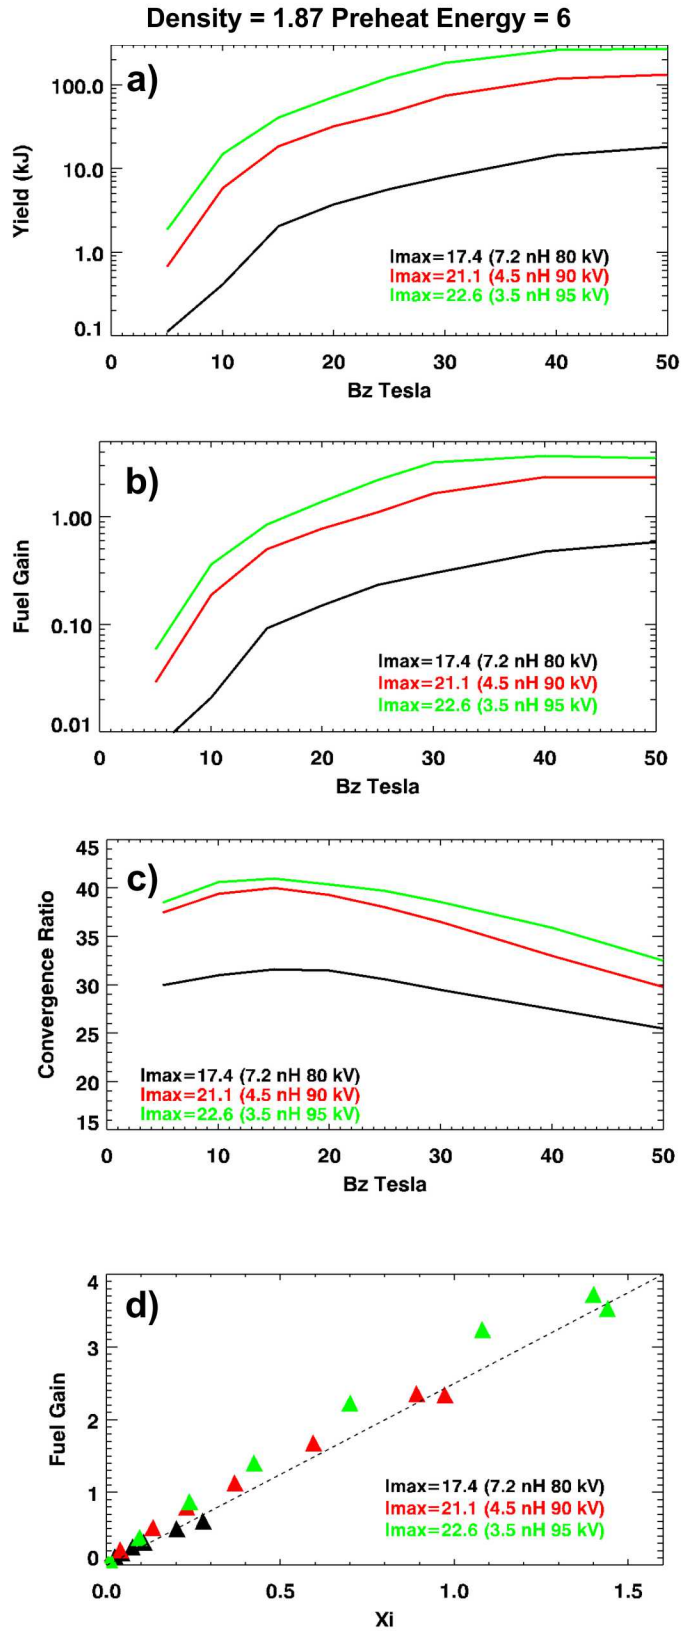 Density = 1.87 Preheat Energy = 6
a)
Yield (kJ)
100.0
10.0
1.0
0.1
Imax=17.4 (7.2 nH 80 kV)
Imax=21.1 (4.5 nH 90 kV)
Imax=22.6 (3.5 nH 95 kV)
0 10 20 30 40 50
Bz Tesla
b)
Fuel Gain
1.00
0.10
0.01
Imax=17.4 (7.2 nH 80 kV)
Imax=21.1 (4.5 nH 90 kV)
Imax=22.6 (3.5 nH 95 kV)
0 10 20 30 40 50
Bz Tesla
c)
Convergence Ratio
45
40
35
30
25
20
15
Imax=17.4 (7.2 nH 80 kV)
Imax=21.1 (4.5 nH 90 kV)
Imax=22.6 (3.5 nH 95 kV)
0 10 20 30 40 50
Bz Tesla
d)
Fuel Gain
4
3
2
1
0
Imax=17.4 (7.2 nH 80 kV)
Imax=21.1 (4.5 nH 90 kV)
Imax=22.6 (3.5 nH 95 kV)
0.0 0.5 1.0 1.5
Xi